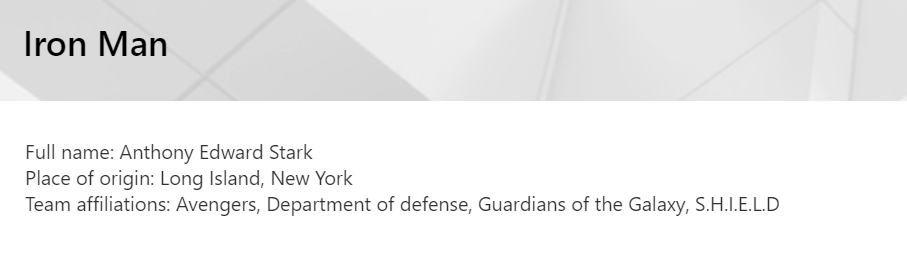 Iron Man
Full name: Anthony Edward Stark
Place of origin: Long Island, New York
Team affiliations: Avengers, Department of defense, Guardians of the Galaxy, S.H.I.E.L.D